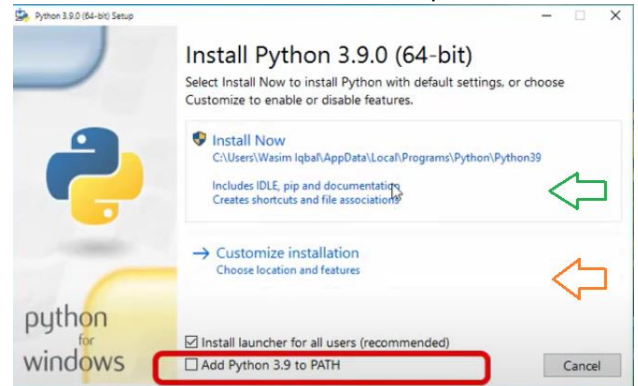 Python 3.9.0 (64-bit) Setup
Install Python 3.9.0 (64-bit)
Select Install Now to install Python with default settings, or choose
Customize to enable or disable features.
Install Now
C:\Users\Wasim Iqbal\AppData\Local\Programs\Python\Python39
Includes IDLE, pip and documentation
Creates shortcuts and file associations
Customize installation
Choose location and features
python
for
windows
Install launcher for all users (recommended)
Add Python 3.9 to PATH
Cancel